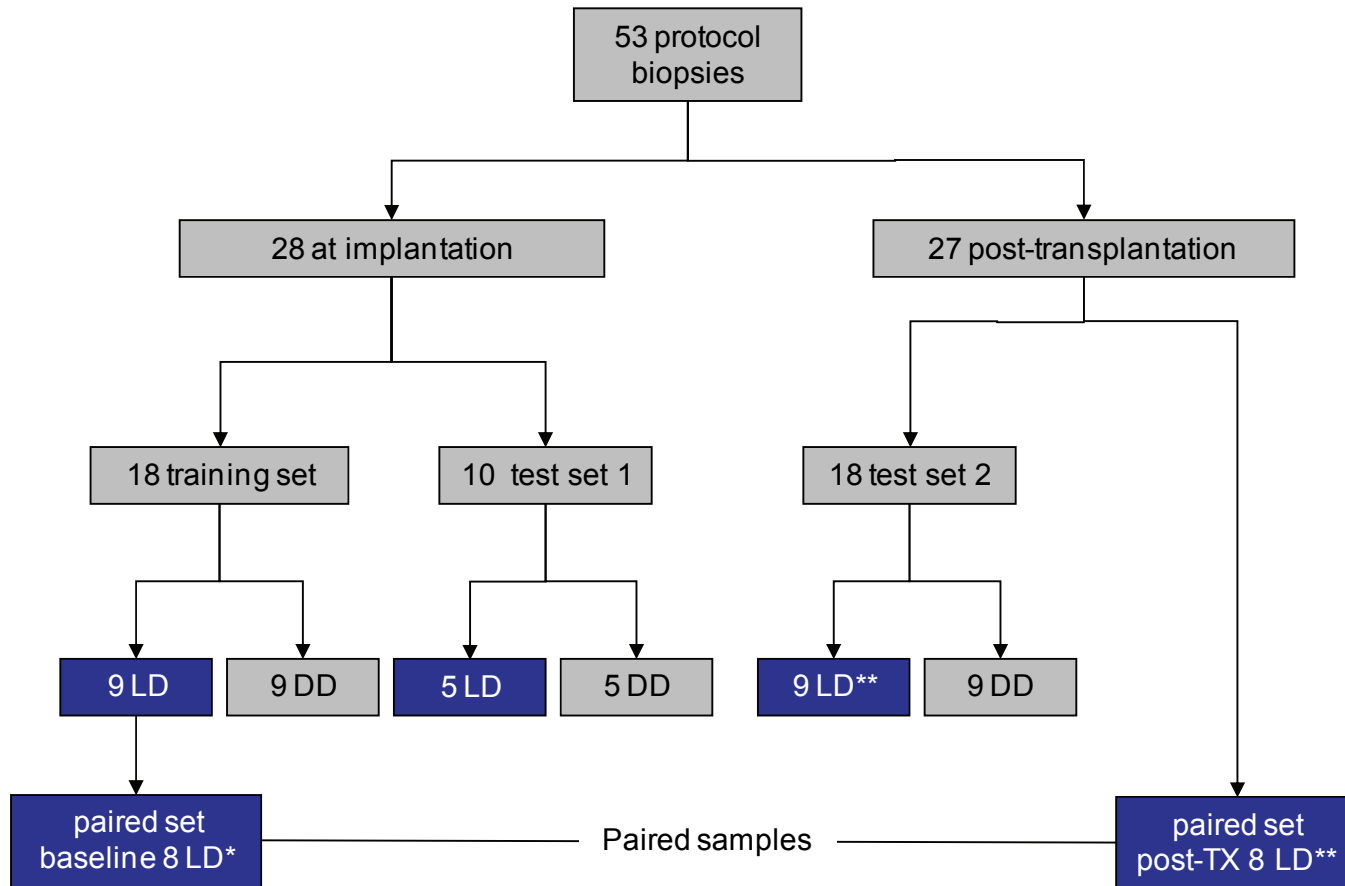 53 protocol
biopsies
28 at implantation
27 post-transplantation
18 training set
10 test set 1
18 test set 2
9 LD
9 DD
5 LD
5 DD
9 LD**
9 DD
paired set
baseline 8 LD*
Paired samples
paired set
post-TX 8 LD**